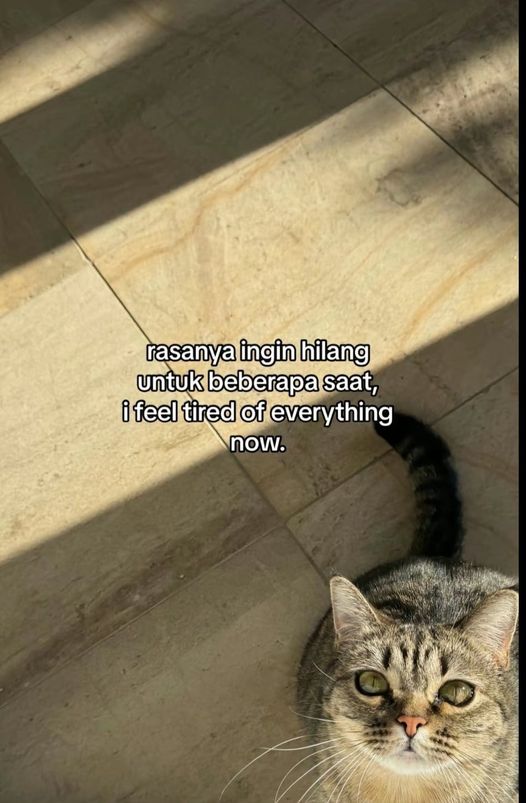 rasanya ingin hilang
untuk beberapa saat,
i feel tired of everything
now.